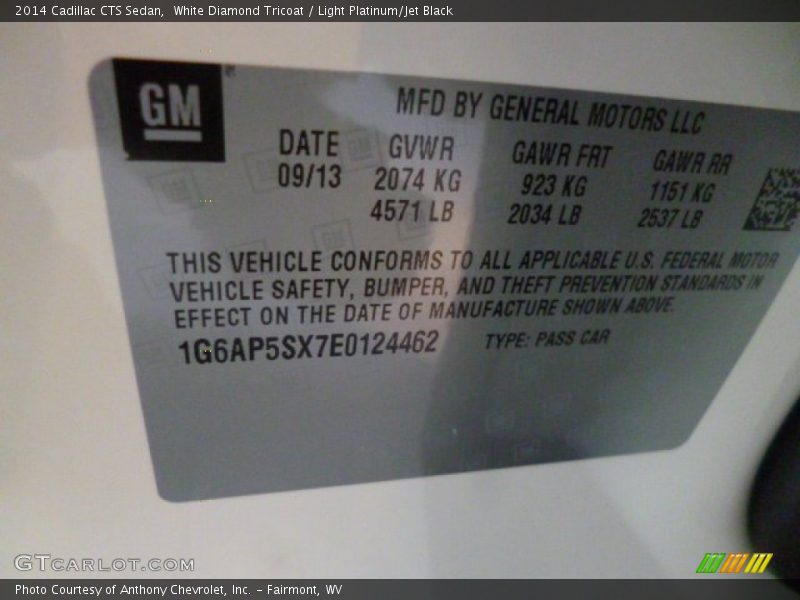 2014 Cadillac CTS Sedan,  White Diamond Tricoat / Light Platinum/Jet Black
GM
MFD BY GENERAL MOTORS LLC
DATE GVWR GAWR FRT GAWR RR
09/13 2074 KG 923 KG 1151 KG
4571 LB 2034 LB 2537 LB
THIS VEHICLE CONFORMS TO ALL APPLICABLE U.S. FEDERAL MOTOR
VEHICLE SAFETY, BUMPER, AND THEFT PREVENTION STANDARDS IN
EFFECT ON THE DATE OF MANUFACTURE SHOWN ABOVE.
1G6AP5SX7E0124462 TYPE: PASS CAR
GTCARLOT.COM
Photo Courtesy of Anthony Chevrolet, Inc. – Fairmont, WV